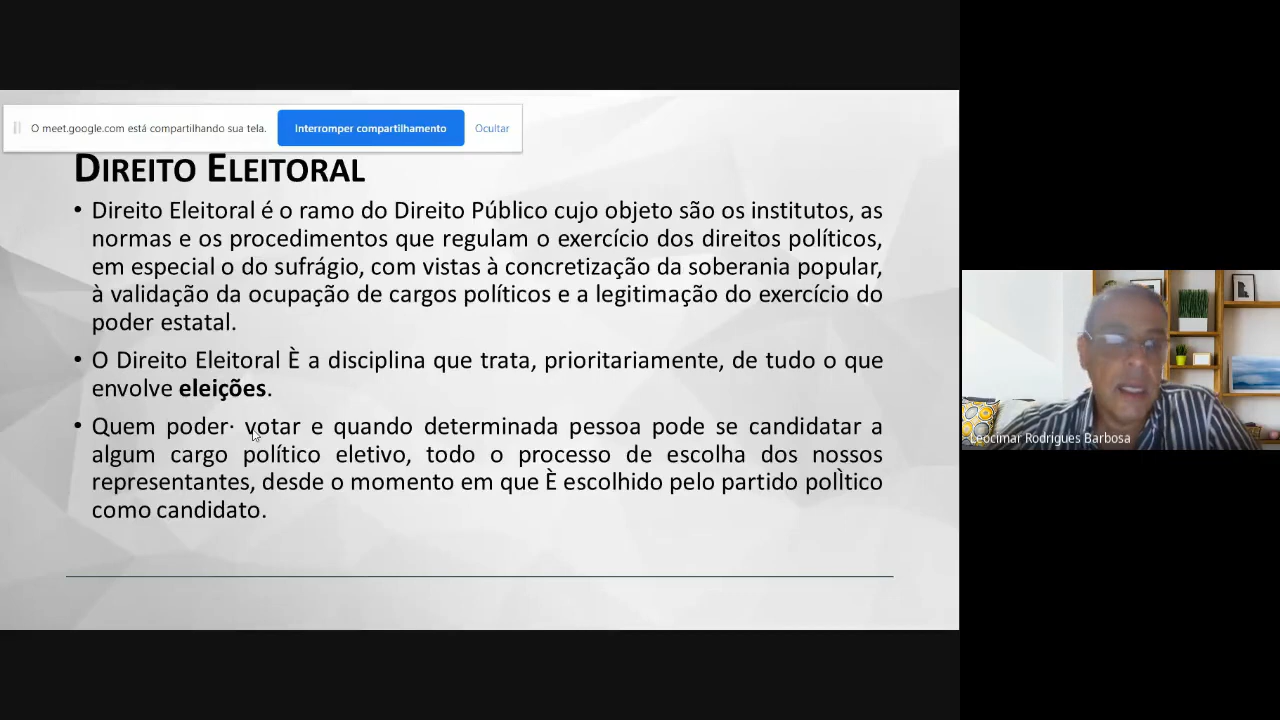 O meet.google.com está compartilhando sua tela. Interromper compartilhamento Ocultar
DIREITO ELEITORAL
• Direito Eleitoral é o ramo do Direito Público cujo objeto são os institutos, as
normas e os procedimentos que regulam o exercício dos direitos políticos,
em especial o do sufrágio, com vistas à concretização da soberania popular,
à validação da ocupação de cargos políticos e a legitimação do exercício do
poder estatal.
• O Direito Eleitoral È a disciplina que trata, prioritariamente, de tudo o que
envolve eleições.
• Quem poder· votar e quando determinada pessoa pode se candidatar a
algum cargo político eletivo, todo o processo de escolha dos nossos
representantes, desde o momento em que È escolhido pelo partido polÌtico
como candidato.
Leocimar Rodrigues Barbosa